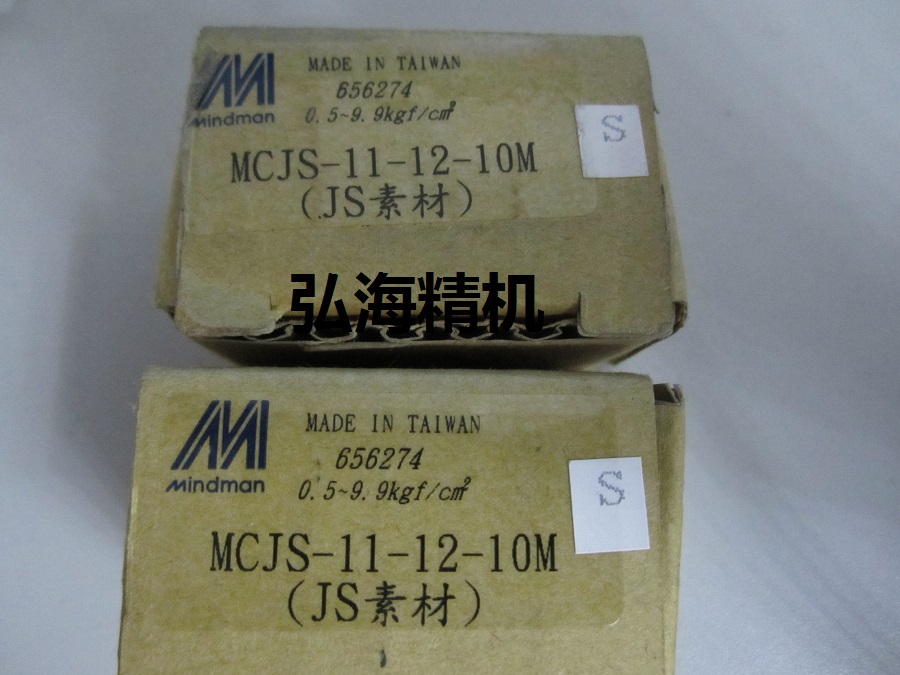 Mindman
MADE IN TAIWAN
656274
0.5~9.9kgf/cm²
S
MCJS-11-12-10M
(JS素材)
弘海精机
Mindman
MADE IN TAIWAN
656274
0.5~9.9kgf/cm²
S
MCJS-11-12-10M
(JS素材)